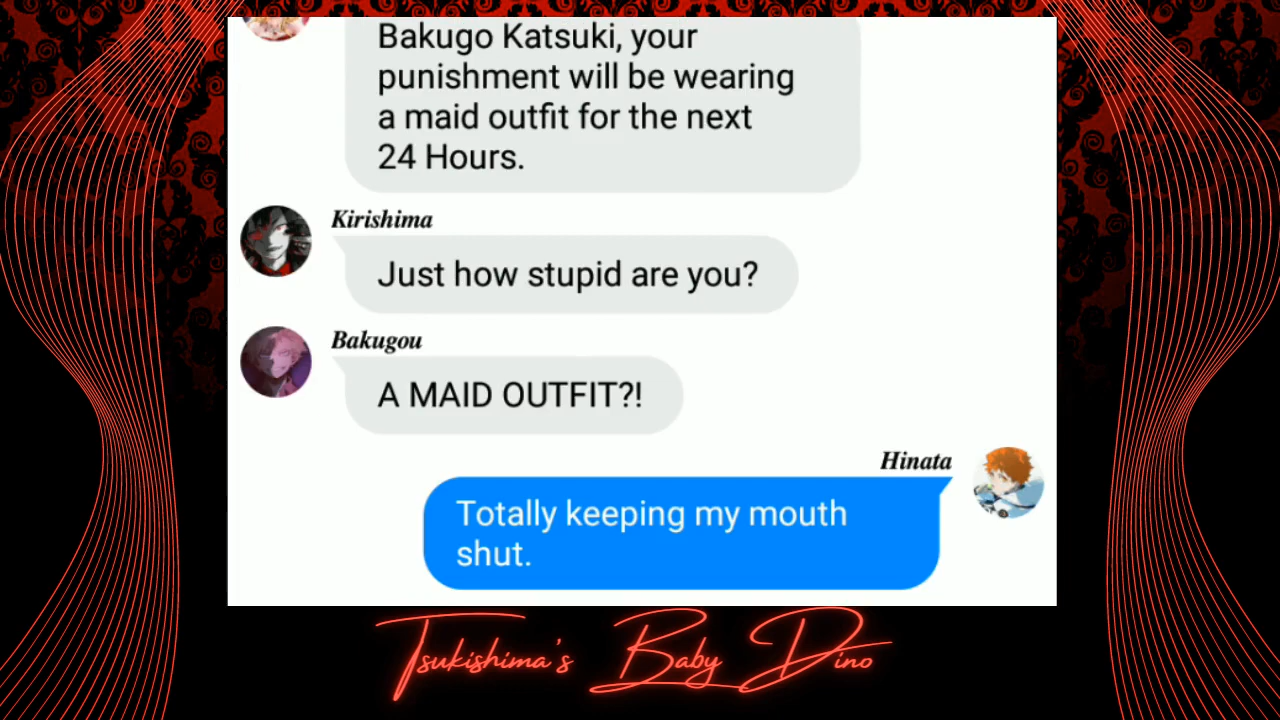 Bakugo Katsuki, your
punishment will be wearing
a maid outfit for the next
24 Hours.
Kirishima
Just how stupid are you?
Bakugou
A MAID OUTFIT?!
Hinata
Totally keeping my mouth
shut.
Tsukishima's Baby Dino